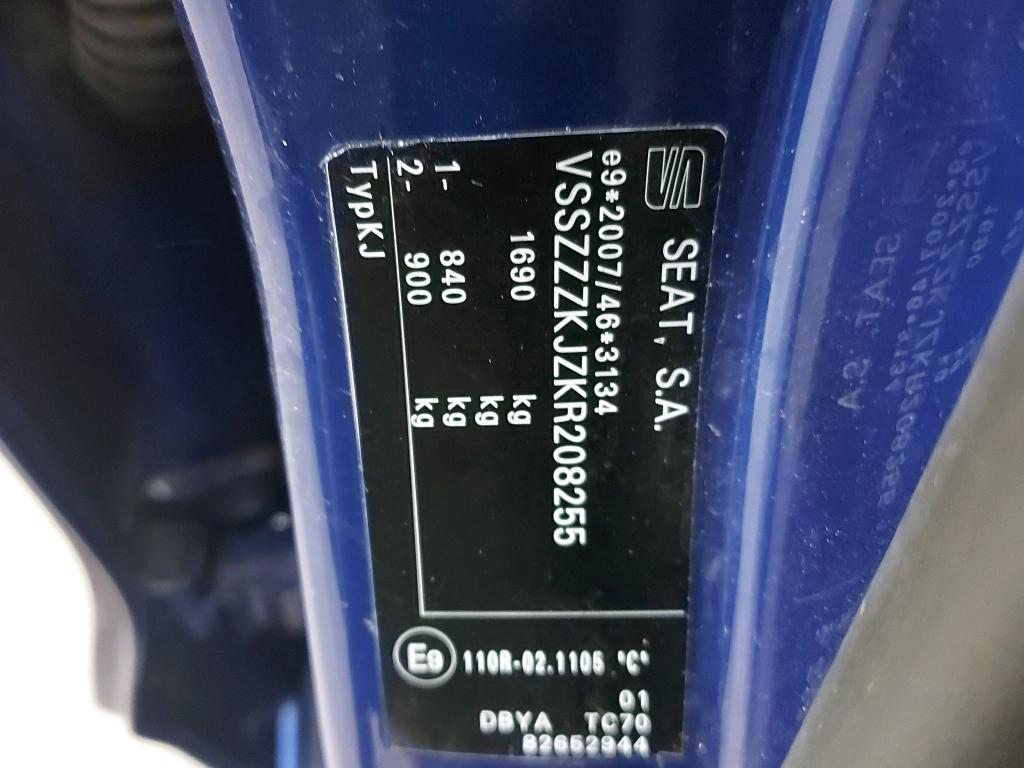 SEAT, S.A.
e9*2007/46*3134
VSSZZZKJZKR208255
1690 kg
kg
1- 840 kg
2- 900 kg
TypKJ
E9 110R-02.1105 "C"
01
DBYA TC70
82652944